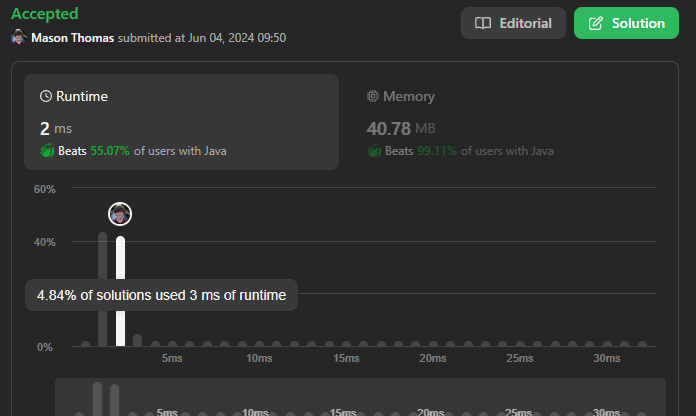 Accepted
Mason Thomas submitted at Jun 04, 2024 09:50
Editorial
Solution
Runtime
2 ms
Beats 55.07% of users with Java
Memory
40.78 MB
Beats 99.11% of users with Java
60%
40%
4.84% of solutions used 3 ms of runtime
0%
5ms 10ms 15ms 20ms 25ms 30ms
5ms 10ms 15ms 20ms 25ms 30ms